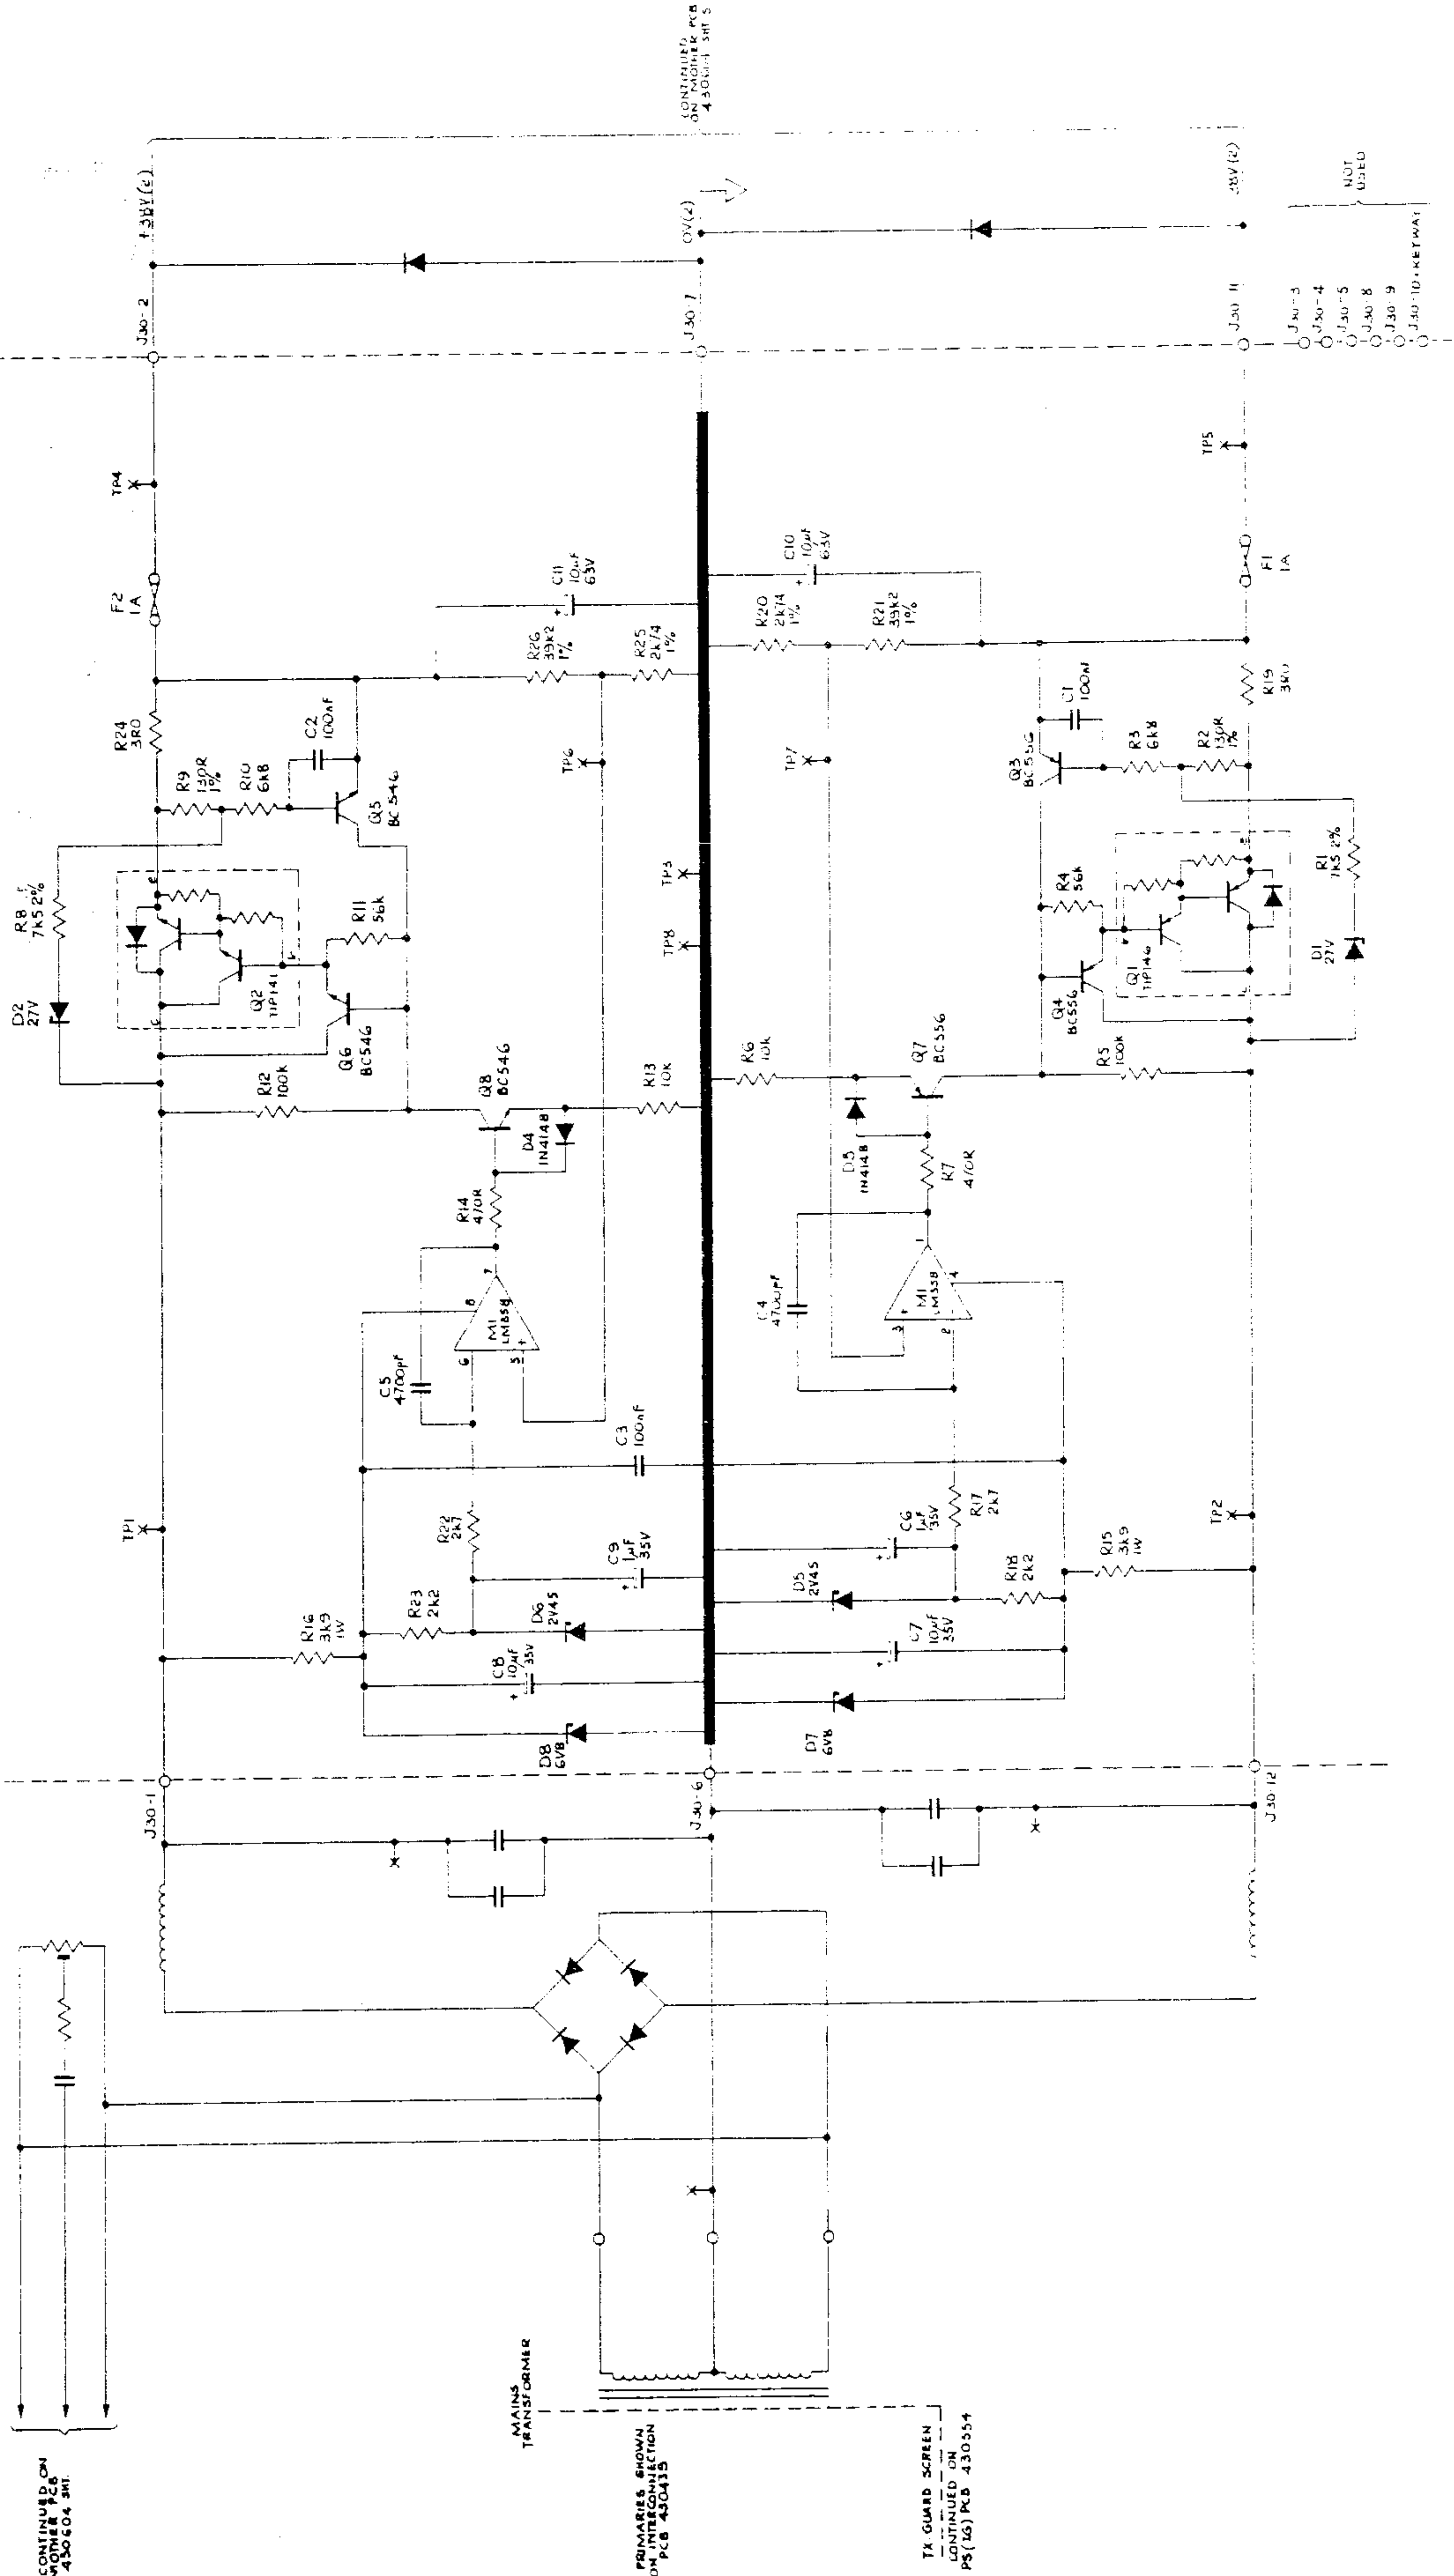 CONTINUED ON
MOTHER PCB
430604 SHT.
MAINS
TRANSFORMER
PRIMARIES SHOWN
ON INTERCONNECTION
PCB 430435
TX GUARD SCREEN
CONTINUED ON
PS(IG) PCB 430554
J30-1
J30-6
J30-12
TP1
R16
3k9
1W
R23
2k2
R22
2k7
C8
10µF
35V
+
D8
6V8
D6
2V45
C9
1µF
35V
+
C3
100nF
C5
4700pF
M1
LM358
6
5
+
8
7
R14
470R
D4
1N4148
Q8
BC546
R12
100k
R13
10k
Q6
BC546
R11
56k
Q2
TIP141
c
b
e
D2
27V
R8
7k5 2%
R9
130R
1%
R10
6k8
C2
100nF
Q5
BC546
R24
3R0
F2
1A
TP4
R26
39k2
1%
R25
2k74
1%
C11
10µF
63V
+
TP6
TP3
TP8
D7
6V8
C7
10µF
35V
+
D5
2V45
R18
2k2
C6
1µF
35V
+
R17
2k7
R15
3k9
1W
TP2
C4
4700pF
M1
LM358
3
+
2
-
4
1
R7
470R
1N4148
Q7
BC556
R6
10k
R5
100k
Q4
BC556
R4
56k
Q1
TIP146
D1
27V
R1
7k5 2%
Q3
BC556
C1
100n
R3
6k8
R2
130R
1%
R19
3R0
F1
1A
TP5
TP7
R20
2k74
1%
R21
39k2
1%
C10
10µF
63V
+
J30-2
+38V(2)
J30-7
0V(2)
J30-11
38V(2)
J30-3
J30-4
J30-5
J30-8
J30-9
J30-10 · KEYWAY
NOT
USED
CONTINUED
ON MOTHER PCB
SHT 5